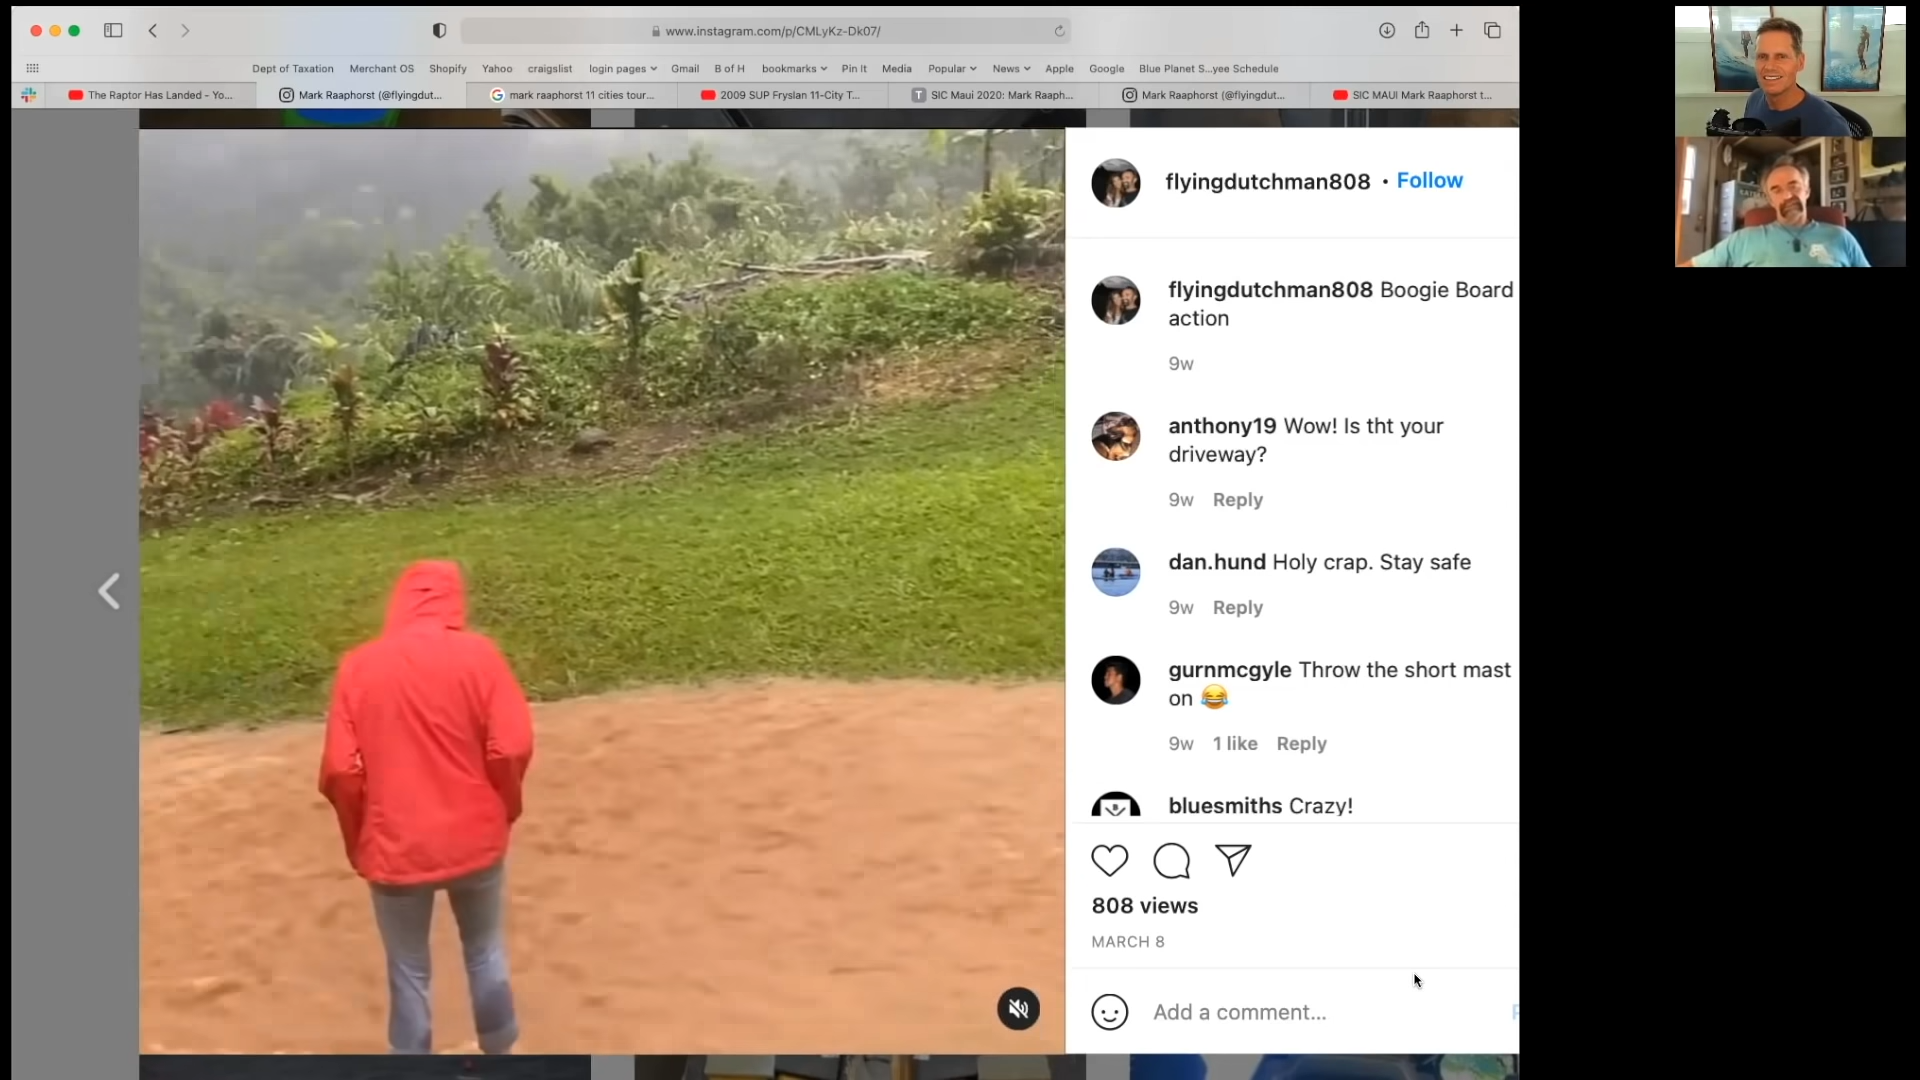 www.instagram.com/p/CMLyKz-Dk07/
Dept of Taxation Merchant OS Shopify Yahoo craigslist login pages Gmail B of H bookmarks Pin It Media Popular News Apple Google Blue Planet S...yee Schedule
The Raptor Has Landed - Yo... Mark Raaphorst (@flyingdut... mark raaphorst 11 cities tour... 2009 SUP Fryslan 11-City T... SIC Maui 2020: Mark Raaph... Mark Raaphorst (@flyingdut... SIC MAUI Mark Raaphorst t...
flyingdutchman808 • Follow
flyingdutchman808 Boogie Board
action
9w
anthony19 Wow! Is tht your
driveway?
9w Reply
dan.hund Holy crap. Stay safe
9w Reply
gurnmcgyle Throw the short mast
on 😂
9w 1 like Reply
bluesmiths Crazy!
808 views
MARCH 8
Add a comment...